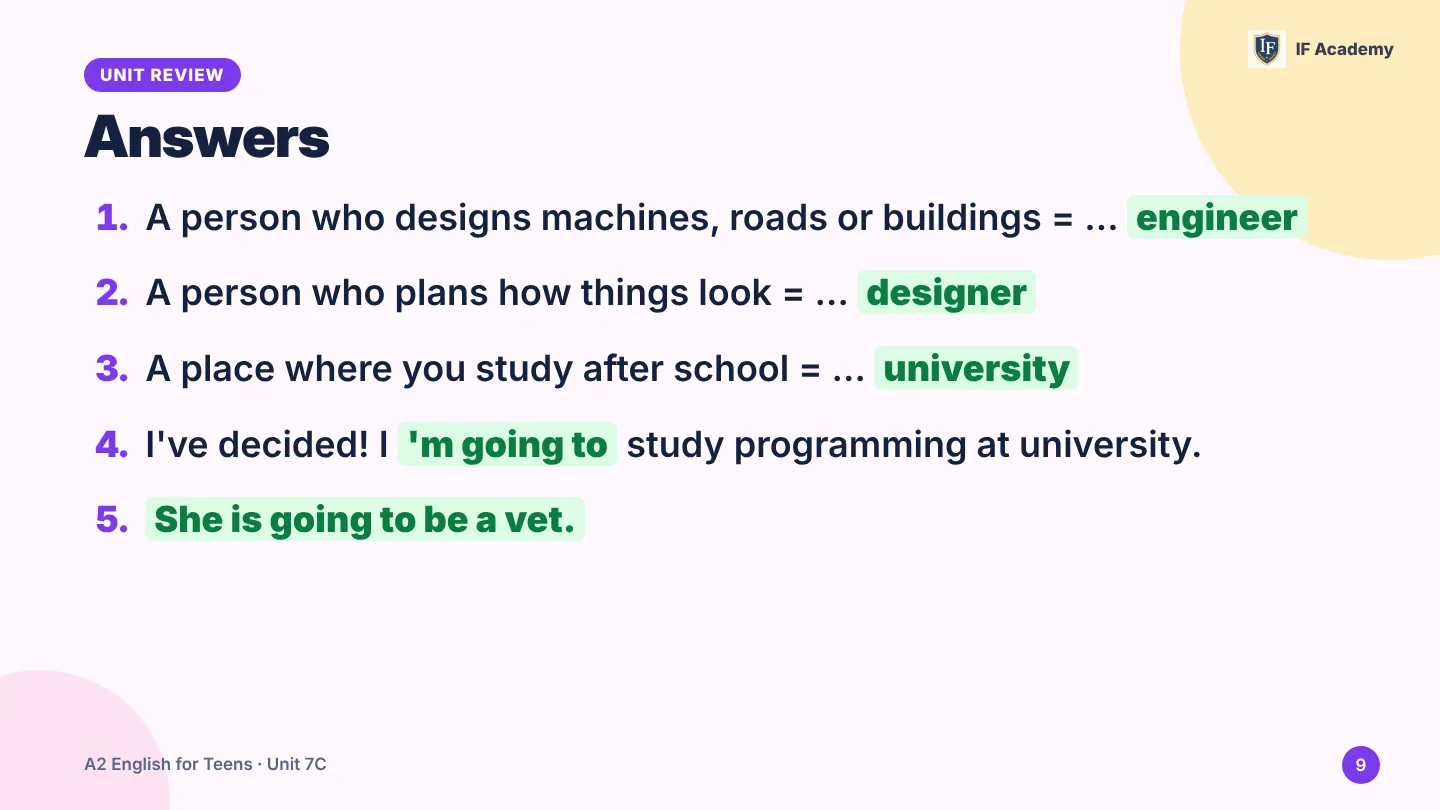 IF IF Academy
UNIT REVIEW
Answers
1. A person who designs machines, roads or buildings = ... engineer
2. A person who plans how things look = ... designer
3. A place where you study after school = ... university
4. I've decided! I 'm going to study programming at university.
5. She is going to be a vet.
A2 English for Teens · Unit 7C
9